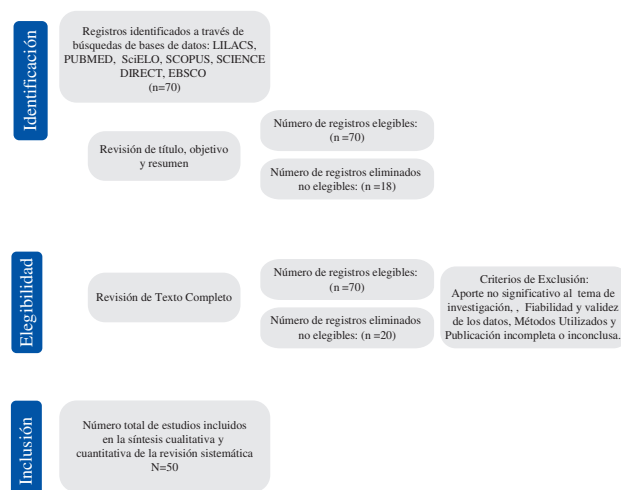 Identificación
Registros identificados a través de
búsquedas de bases de datos: LILACS,
PUBMED, SciELO, SCOPUS, SCIENCE
DIRECT, EBSCO
(n=70)
Revisión de título, objetivo
y resumen
Número de registros elegibles:
(n =70)
Número de registros eliminados
no elegibles: (n =18)
Elegibilidad
Revisión de Texto Completo
Número de registros elegibles:
(n =70)
Número de registros eliminados
no elegibles: (n =20)
Criterios de Exclusión:
Aporte no significativo al tema de
investigación, , Fiabilidad y validez
de los datos, Métodos Utilizados y
Publicación incompleta o inconclusa.
Inclusión
Número total de estudios incluidos
en la síntesis cualitativa y
cuantitativa de la revisión sistemática
N=50